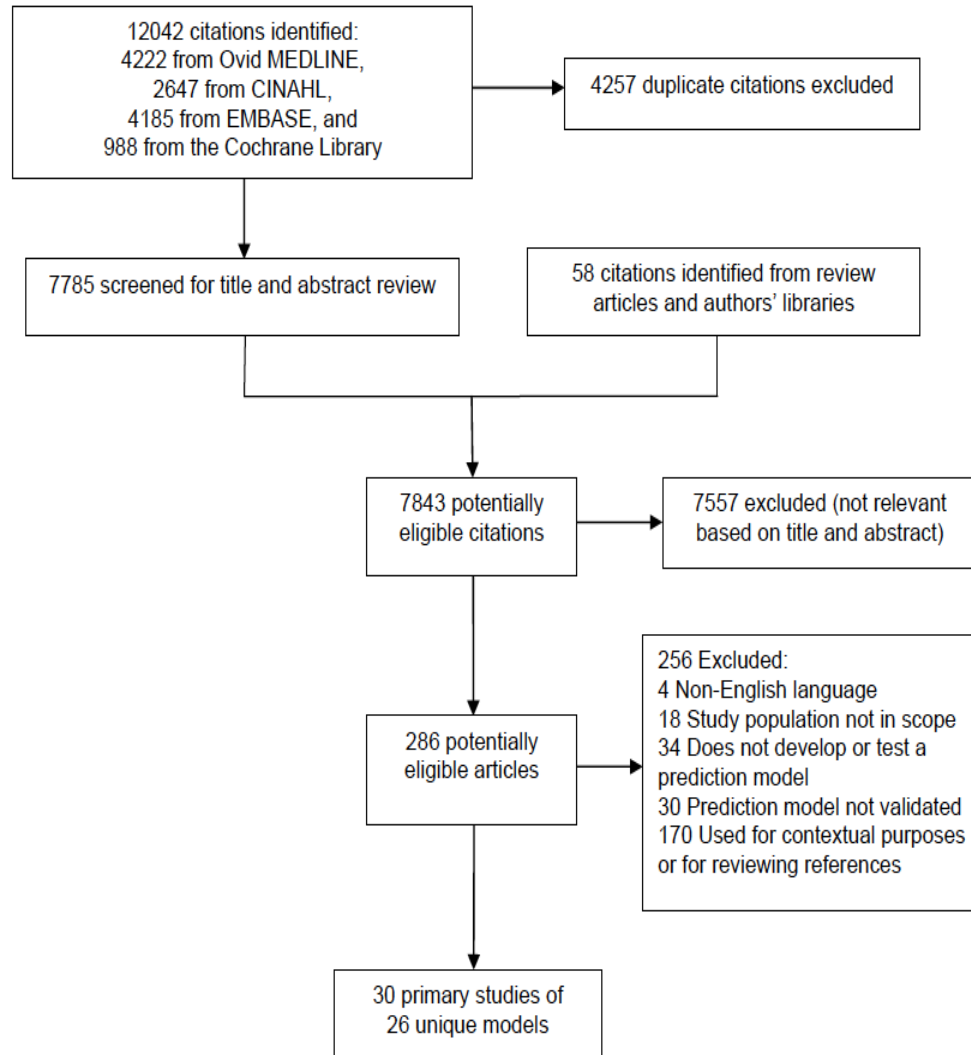 12042 citations identified:
4222 from Ovid MEDLINE,
2647 from CINAHL,
4185 from EMBASE, and
988 from the Cochrane Library
4257 duplicate citations excluded
7785 screened for title and abstract review
58 citations identified from review
articles and authors’ libraries
7843 potentially
eligible citations
7557 excluded (not relevant
based on title and abstract)
286 potentially
eligible articles
256 Excluded:
4 Non-English language
18 Study population not in scope
34 Does not develop or test a
prediction model
30 Prediction model not validated
170 Used for contextual purposes
or for reviewing references
30 primary studies of
26 unique models